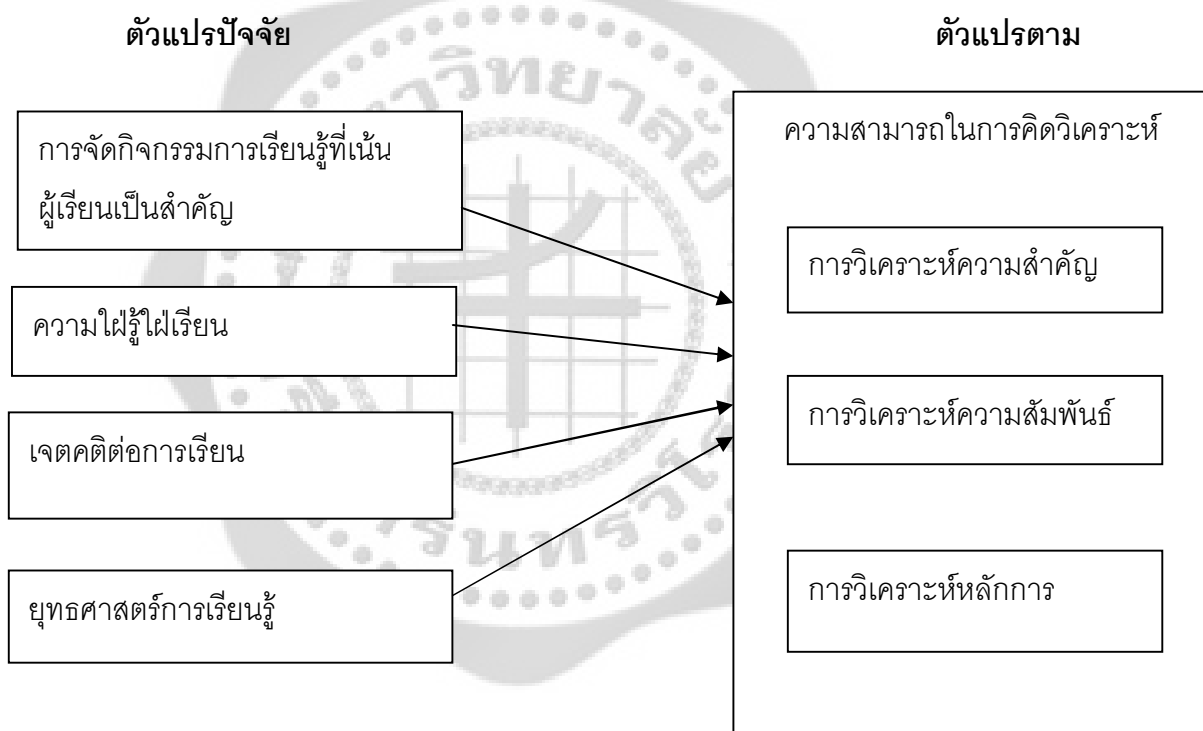 ตัวแปรปัจจัย
ตัวแปรตาม
การจัดกิจกรรมการเรียนรู้ที่เน้น
ผู้เรียนเป็นสำคัญ
ความใฝ่รู้ใฝ่เรียน
เจตคติต่อการเรียน
ยุทธศาสตร์การเรียนรู้
ความสามารถในการคิดวิเคราะห์
การวิเคราะห์ความสำคัญ
การวิเคราะห์ความสัมพันธ์
การวิเคราะห์หลักการ